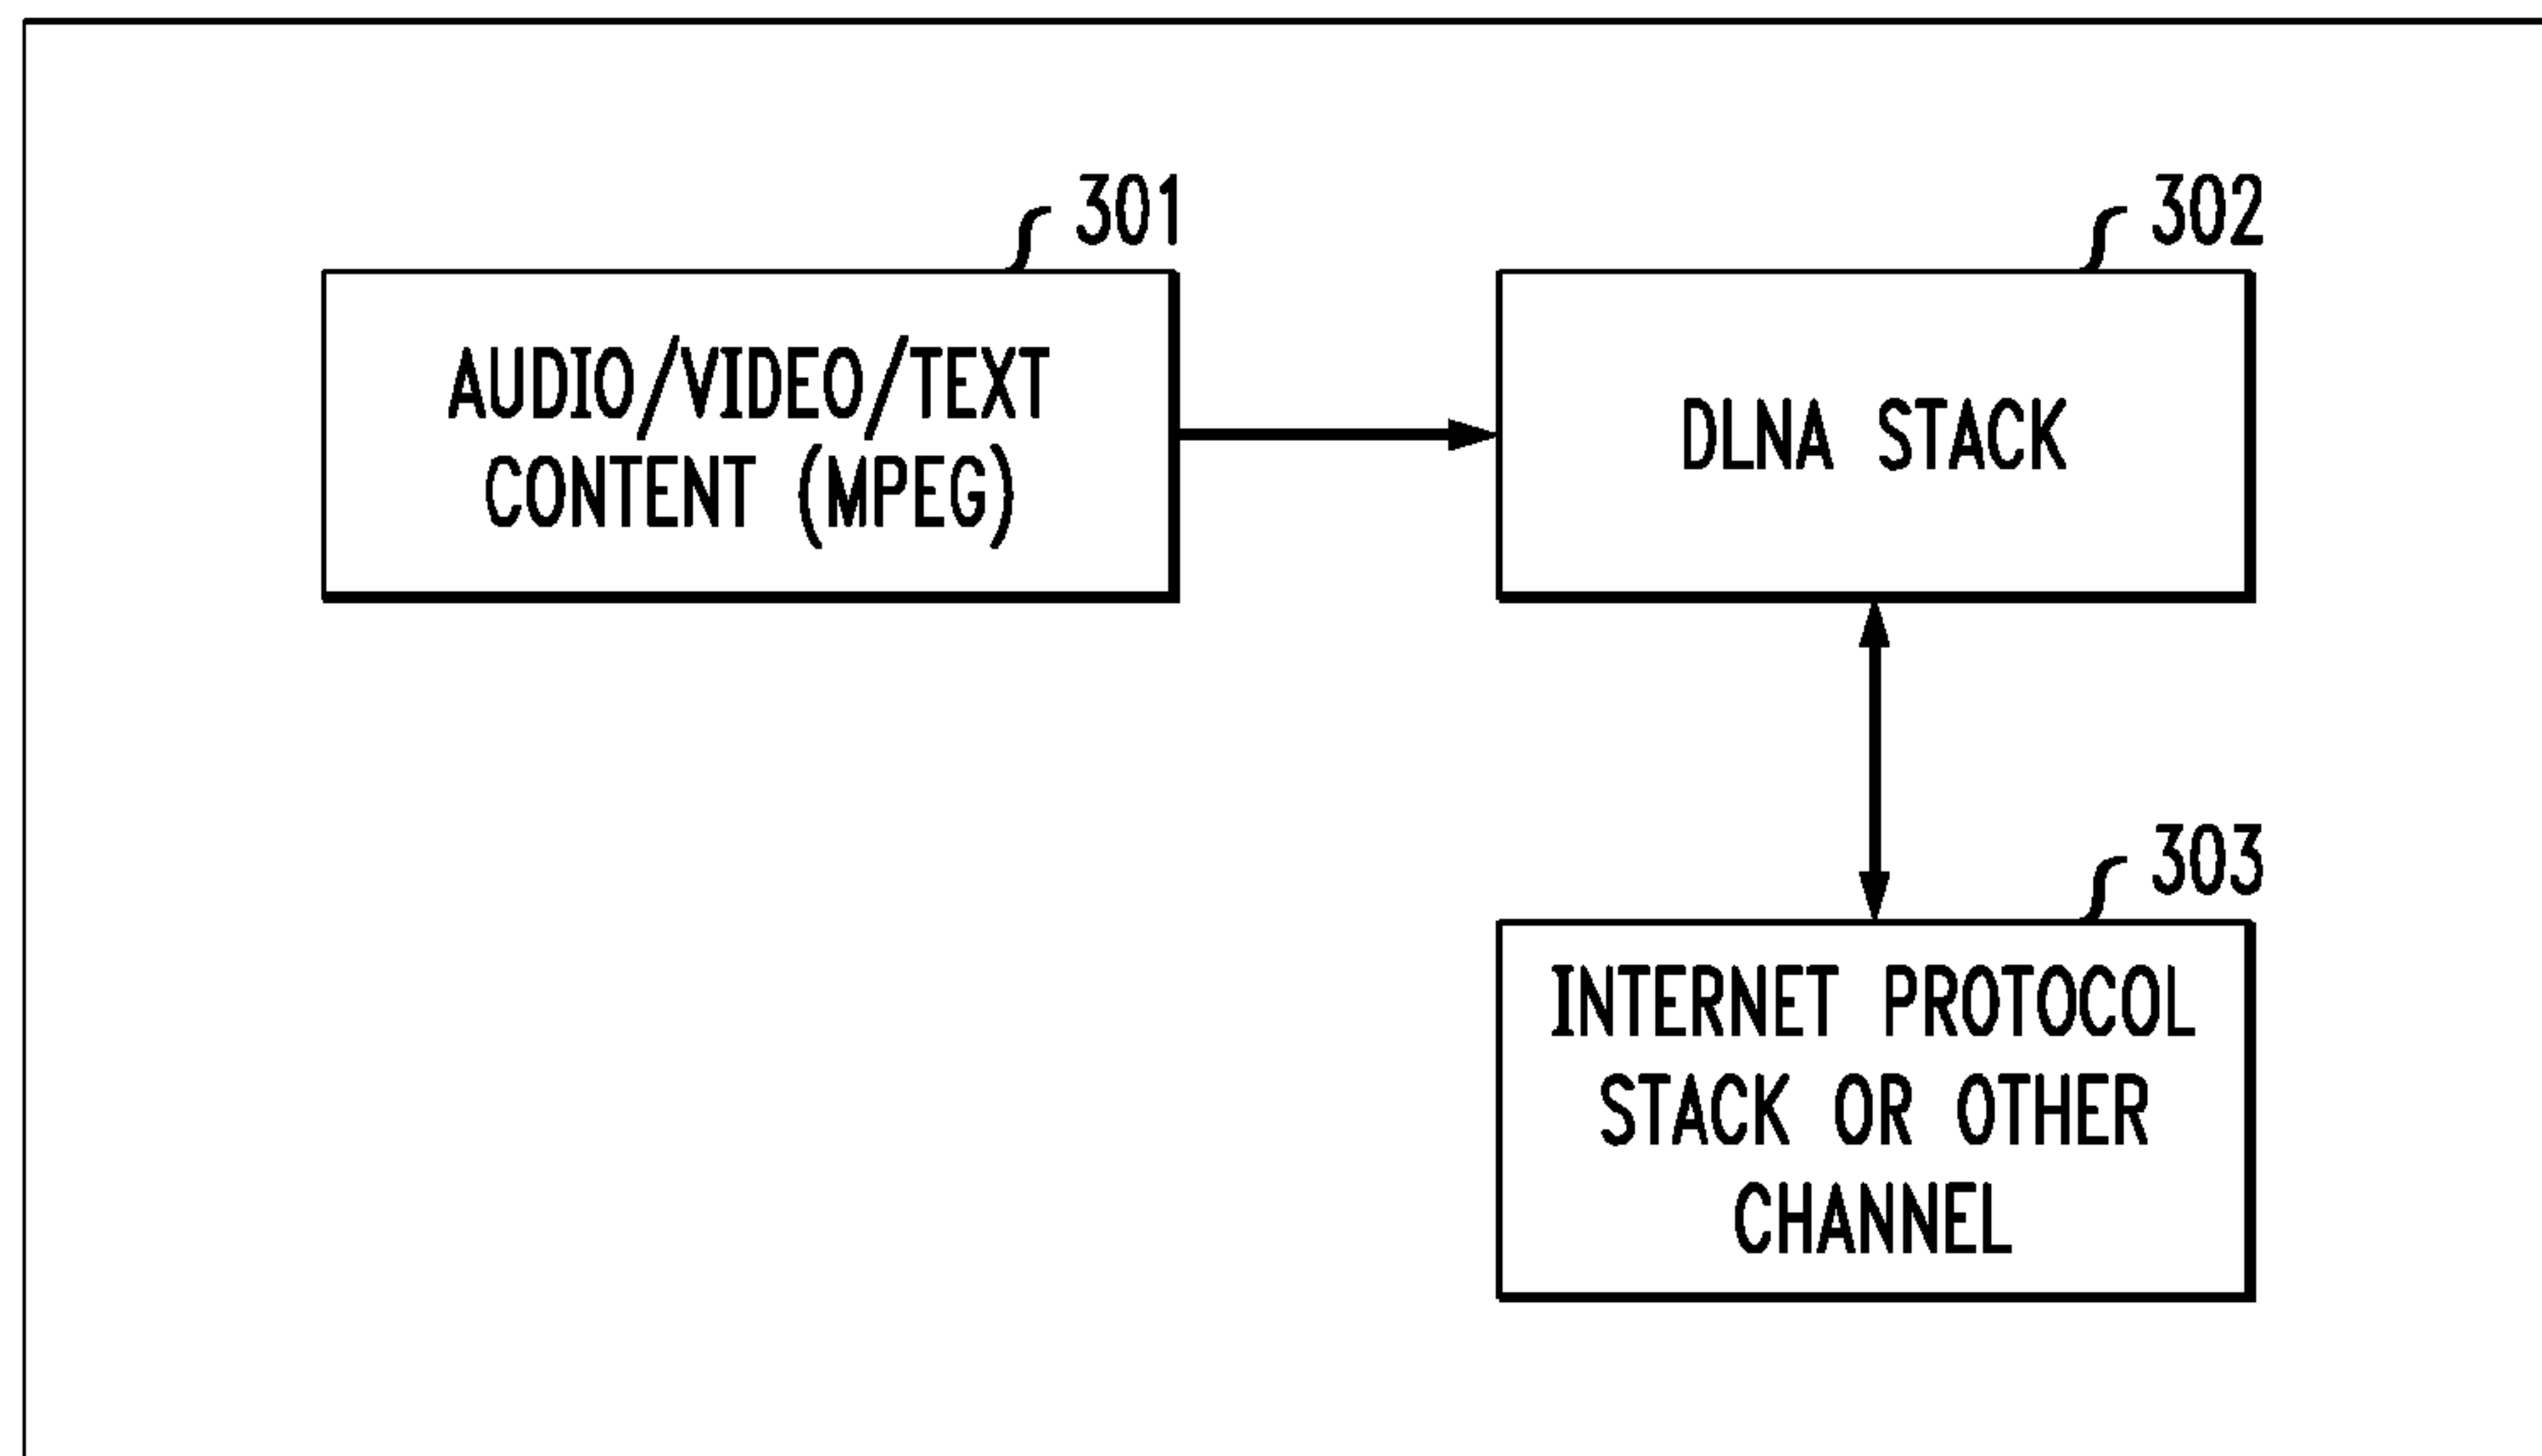 301
AUDIO/VIDEO/TEXT
CONTENT (MPEG)
302
DLNA STACK
303
INTERNET PROTOCOL
STACK OR OTHER
CHANNEL